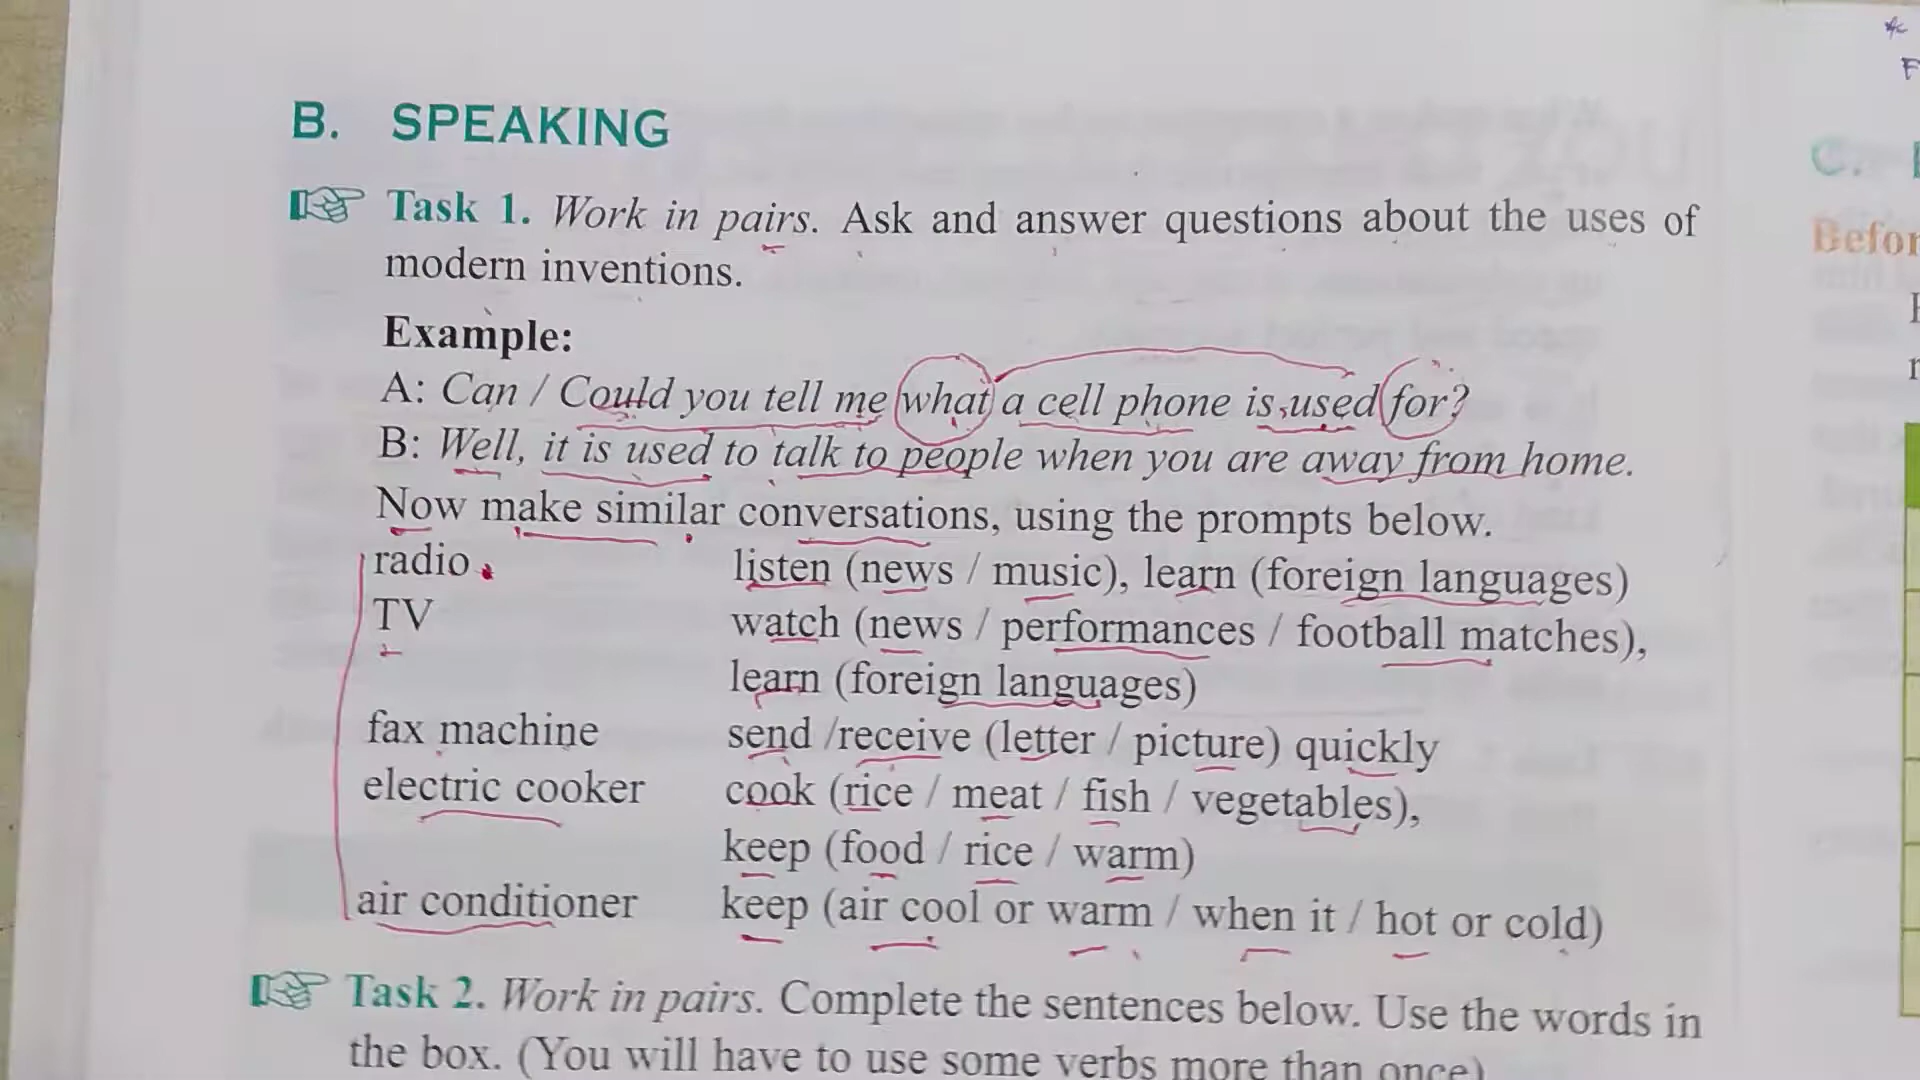 B. SPEAKING
Task 1. Work in pairs. Ask and answer questions about the uses of
modern inventions.
Example:
A: Can / Could you tell me what a cell phone is used for?
B: Well, it is used to talk to people when you are away from home.
Now make similar conversations, using the prompts below.
radio listen (news / music), learn (foreign languages)
TV watch (news / performances / football matches),
learn (foreign languages)
fax machine send /receive (letter / picture) quickly
electric cooker cook (rice / meat / fish / vegetables),
keep (food / rice / warm)
air conditioner keep (air cool or warm / when it / hot or cold)
Task 2. Work in pairs. Complete the sentences below. Use the words in
the box. (You will have to use some verbs more than once)
C.
Befor